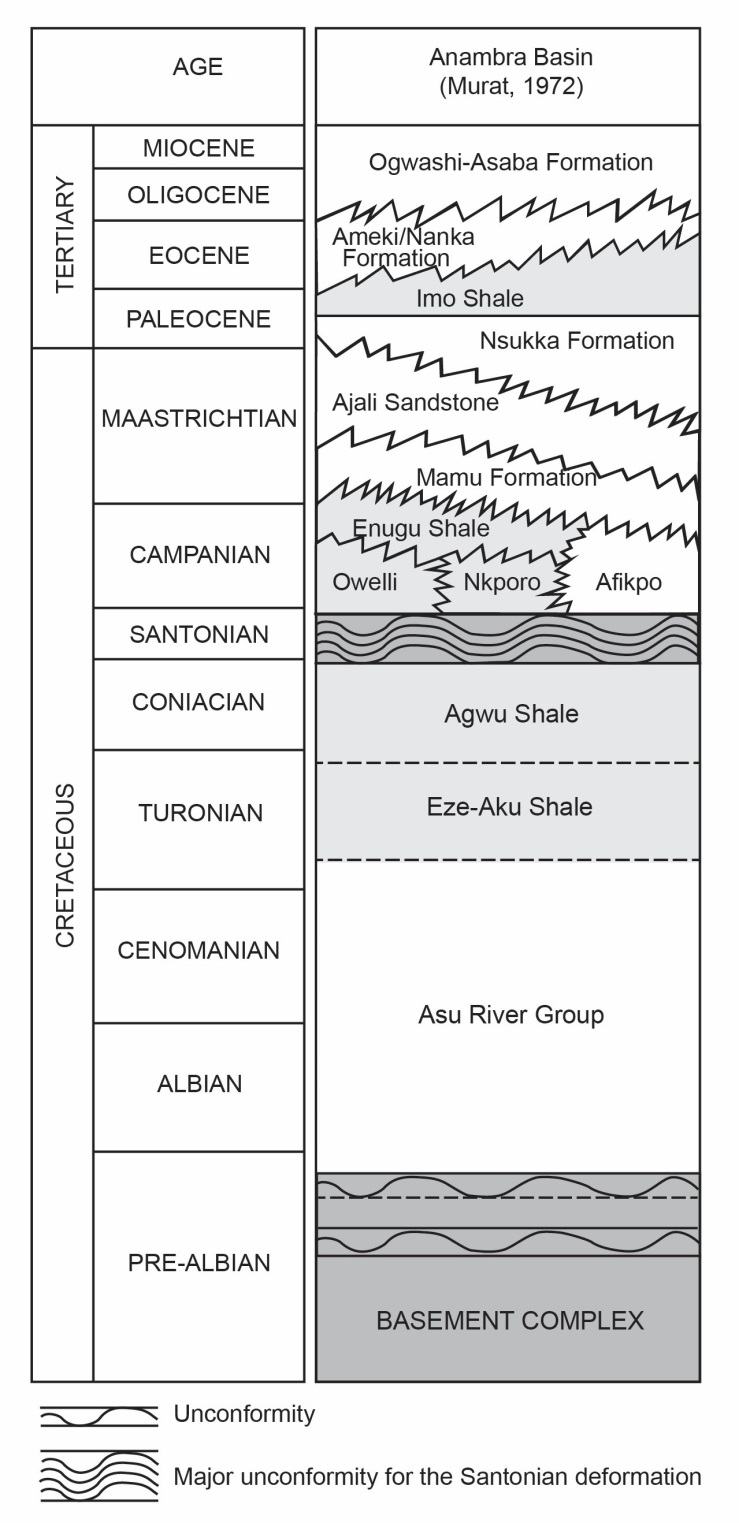 AGE
Anambra Basin
(Murat, 1972)
TERTIARY
MIOCENE
OLIGOCENE
EOCENE
PALEOCENE
Ogwashi-Asaba Formation
Ameki/Nanka
Formation
Imo Shale
CRETACEOUS
MAASTRICHTIAN
CAMPANIAN
SANTONIAN
CONIACIAN
TURONIAN
CENOMANIAN
ALBIAN
PRE-ALBIAN
Nsukka Formation
Ajali Sandstone
Mamu Formation
Enugu Shale
Owelli
Nkporo
Afikpo
Agwu Shale
Eze-Aku Shale
Asu River Group
BASEMENT COMPLEX
Unconformity
Major unconformity for the Santonian deformation